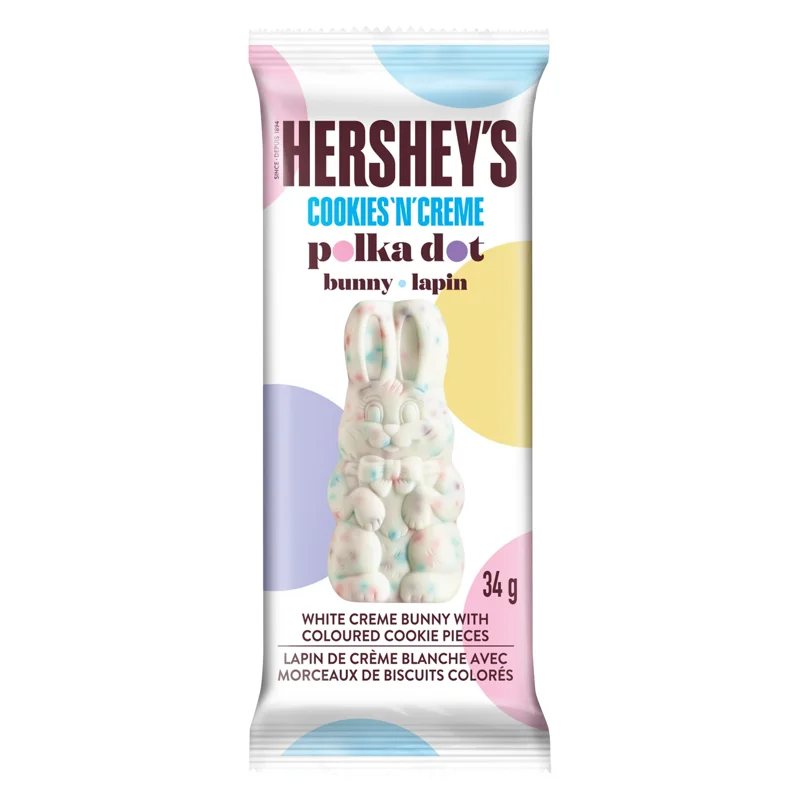 SINCE · DEPUIS 1894
HERSHEY'S
COOKIES 'N' CREME
polka dot
bunny • lapin
34 g
WHITE CREME BUNNY WITH
COLOURED COOKIE PIECES
LAPIN DE CRÈME BLANCHE AVEC
MORCEAUX DE BISCUITS COLORÉS